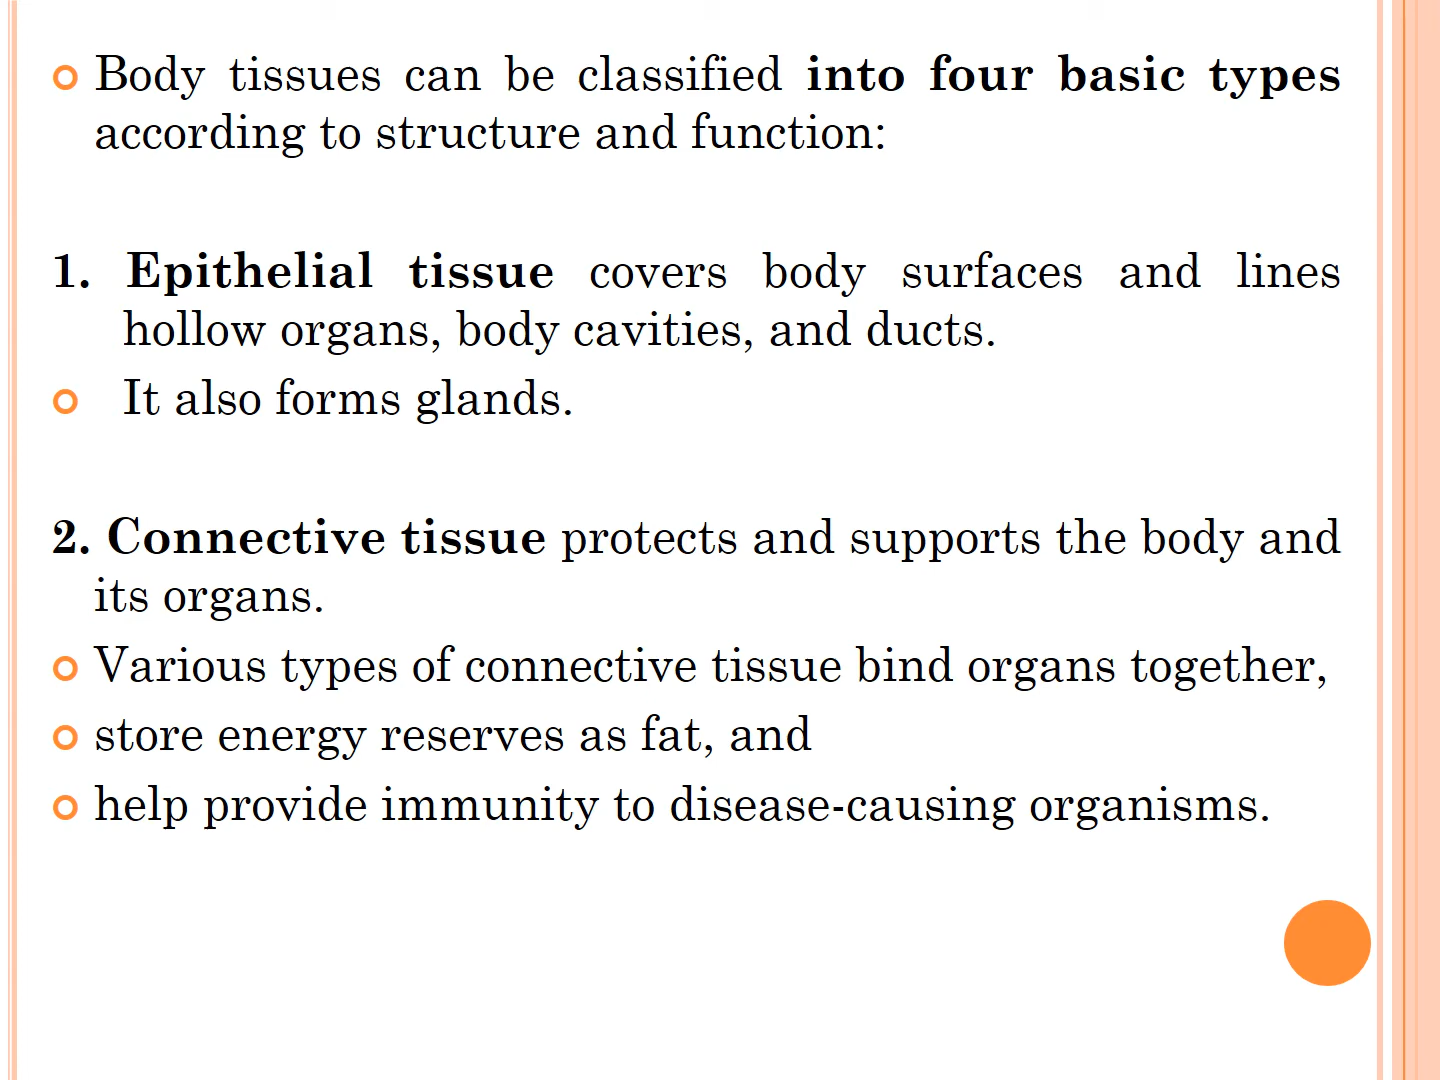 Body tissues can be classified into four basic types
according to structure and function:
1. Epithelial tissue covers body surfaces and lines
hollow organs, body cavities, and ducts.
It also forms glands.
2. Connective tissue protects and supports the body and
its organs.
Various types of connective tissue bind organs together,
store energy reserves as fat, and
help provide immunity to disease-causing organisms.